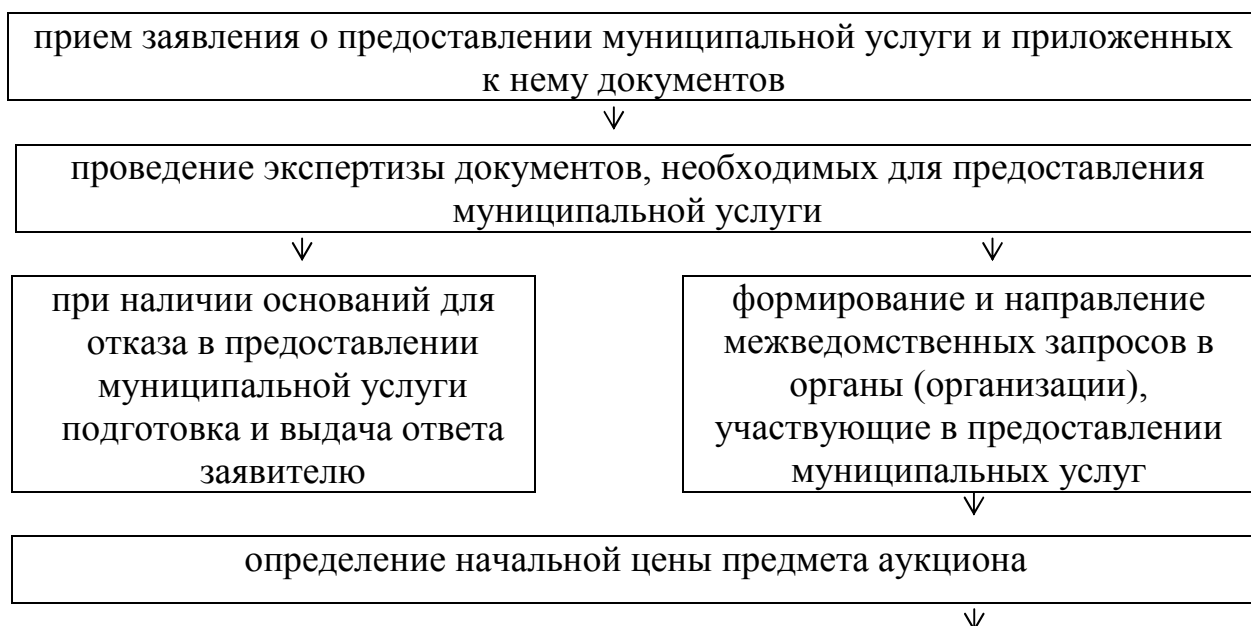 прием заявления о предоставлении муниципальной услуги и приложенных
к нему документов
проведение экспертизы документов, необходимых для предоставления
муниципальной услуги
при наличии оснований для
отказа в предоставлении
муниципальной услуги
подготовка и выдача ответа
заявителю
формирование и направление
межведомственных запросов в
органы (организации),
участвующие в предоставлении
муниципальных услуг
определение начальной цены предмета аукциона